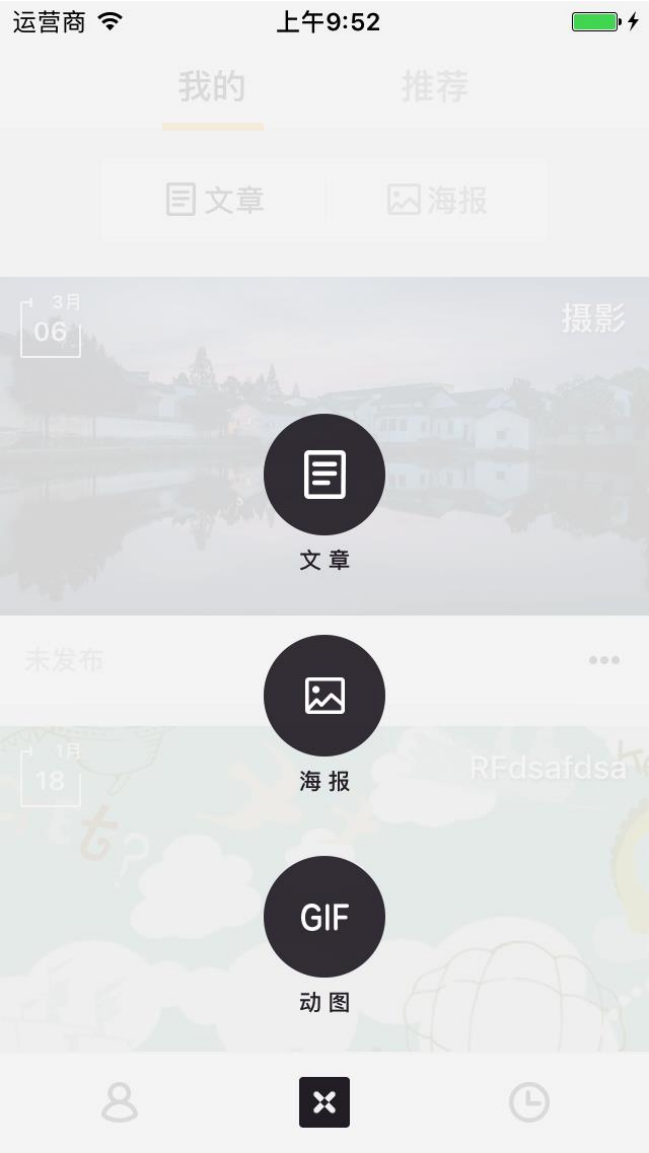 运营商 上午9:52
我的 推荐
文章 海报
3月
06
摄影
文章
未发布
海报
1月
18
RFdsafdsa
t?
GIF
动图